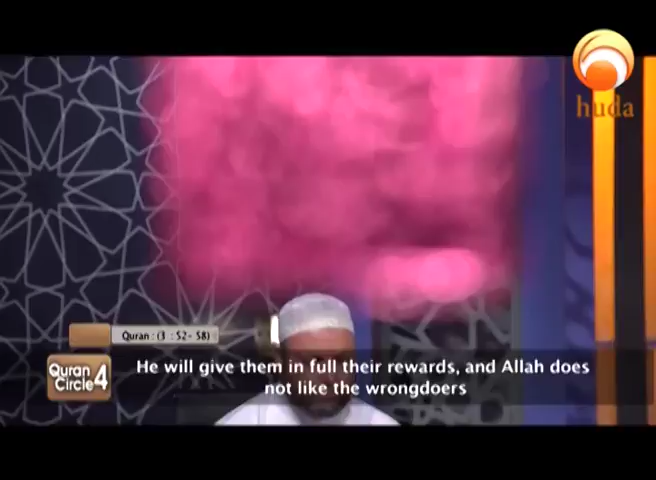 huda
Quran : (3 : 52- 58)
Quran
Circle 4
He will give them in full their rewards, and Allah does
not like the wrongdoers